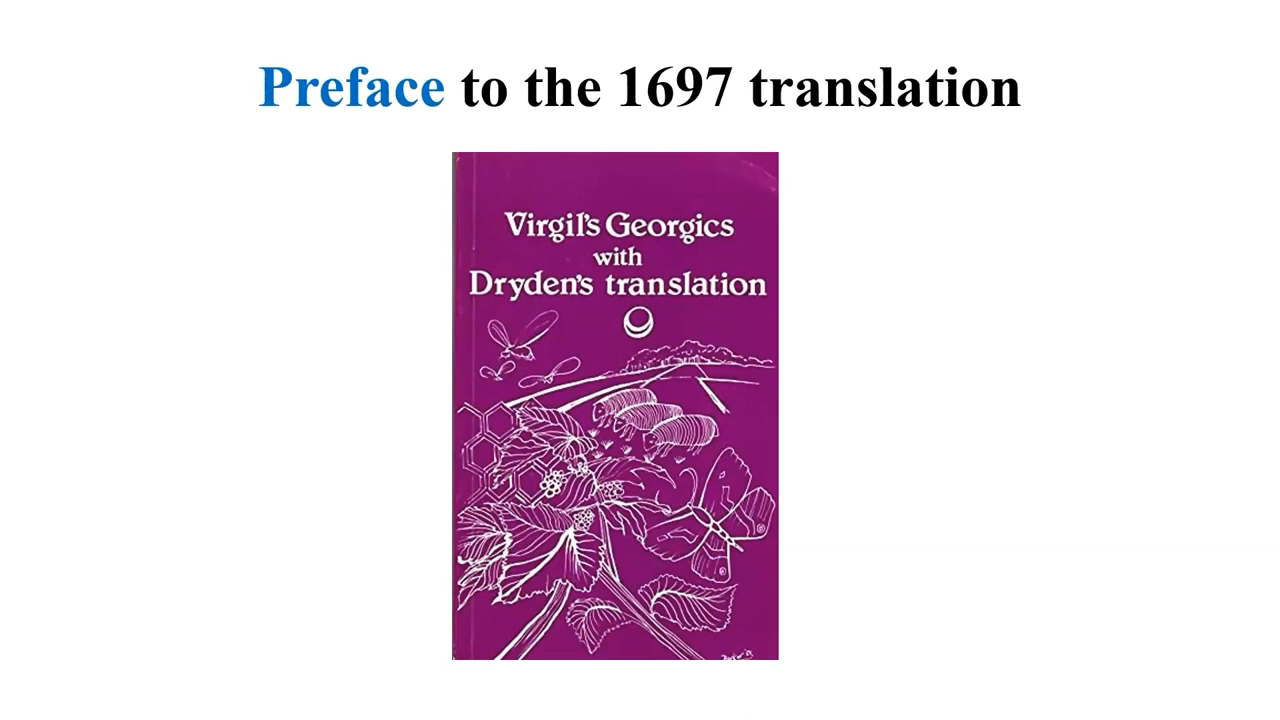 Preface to the 1697 translation
Virgil's Georgics
with
Dryden's translation